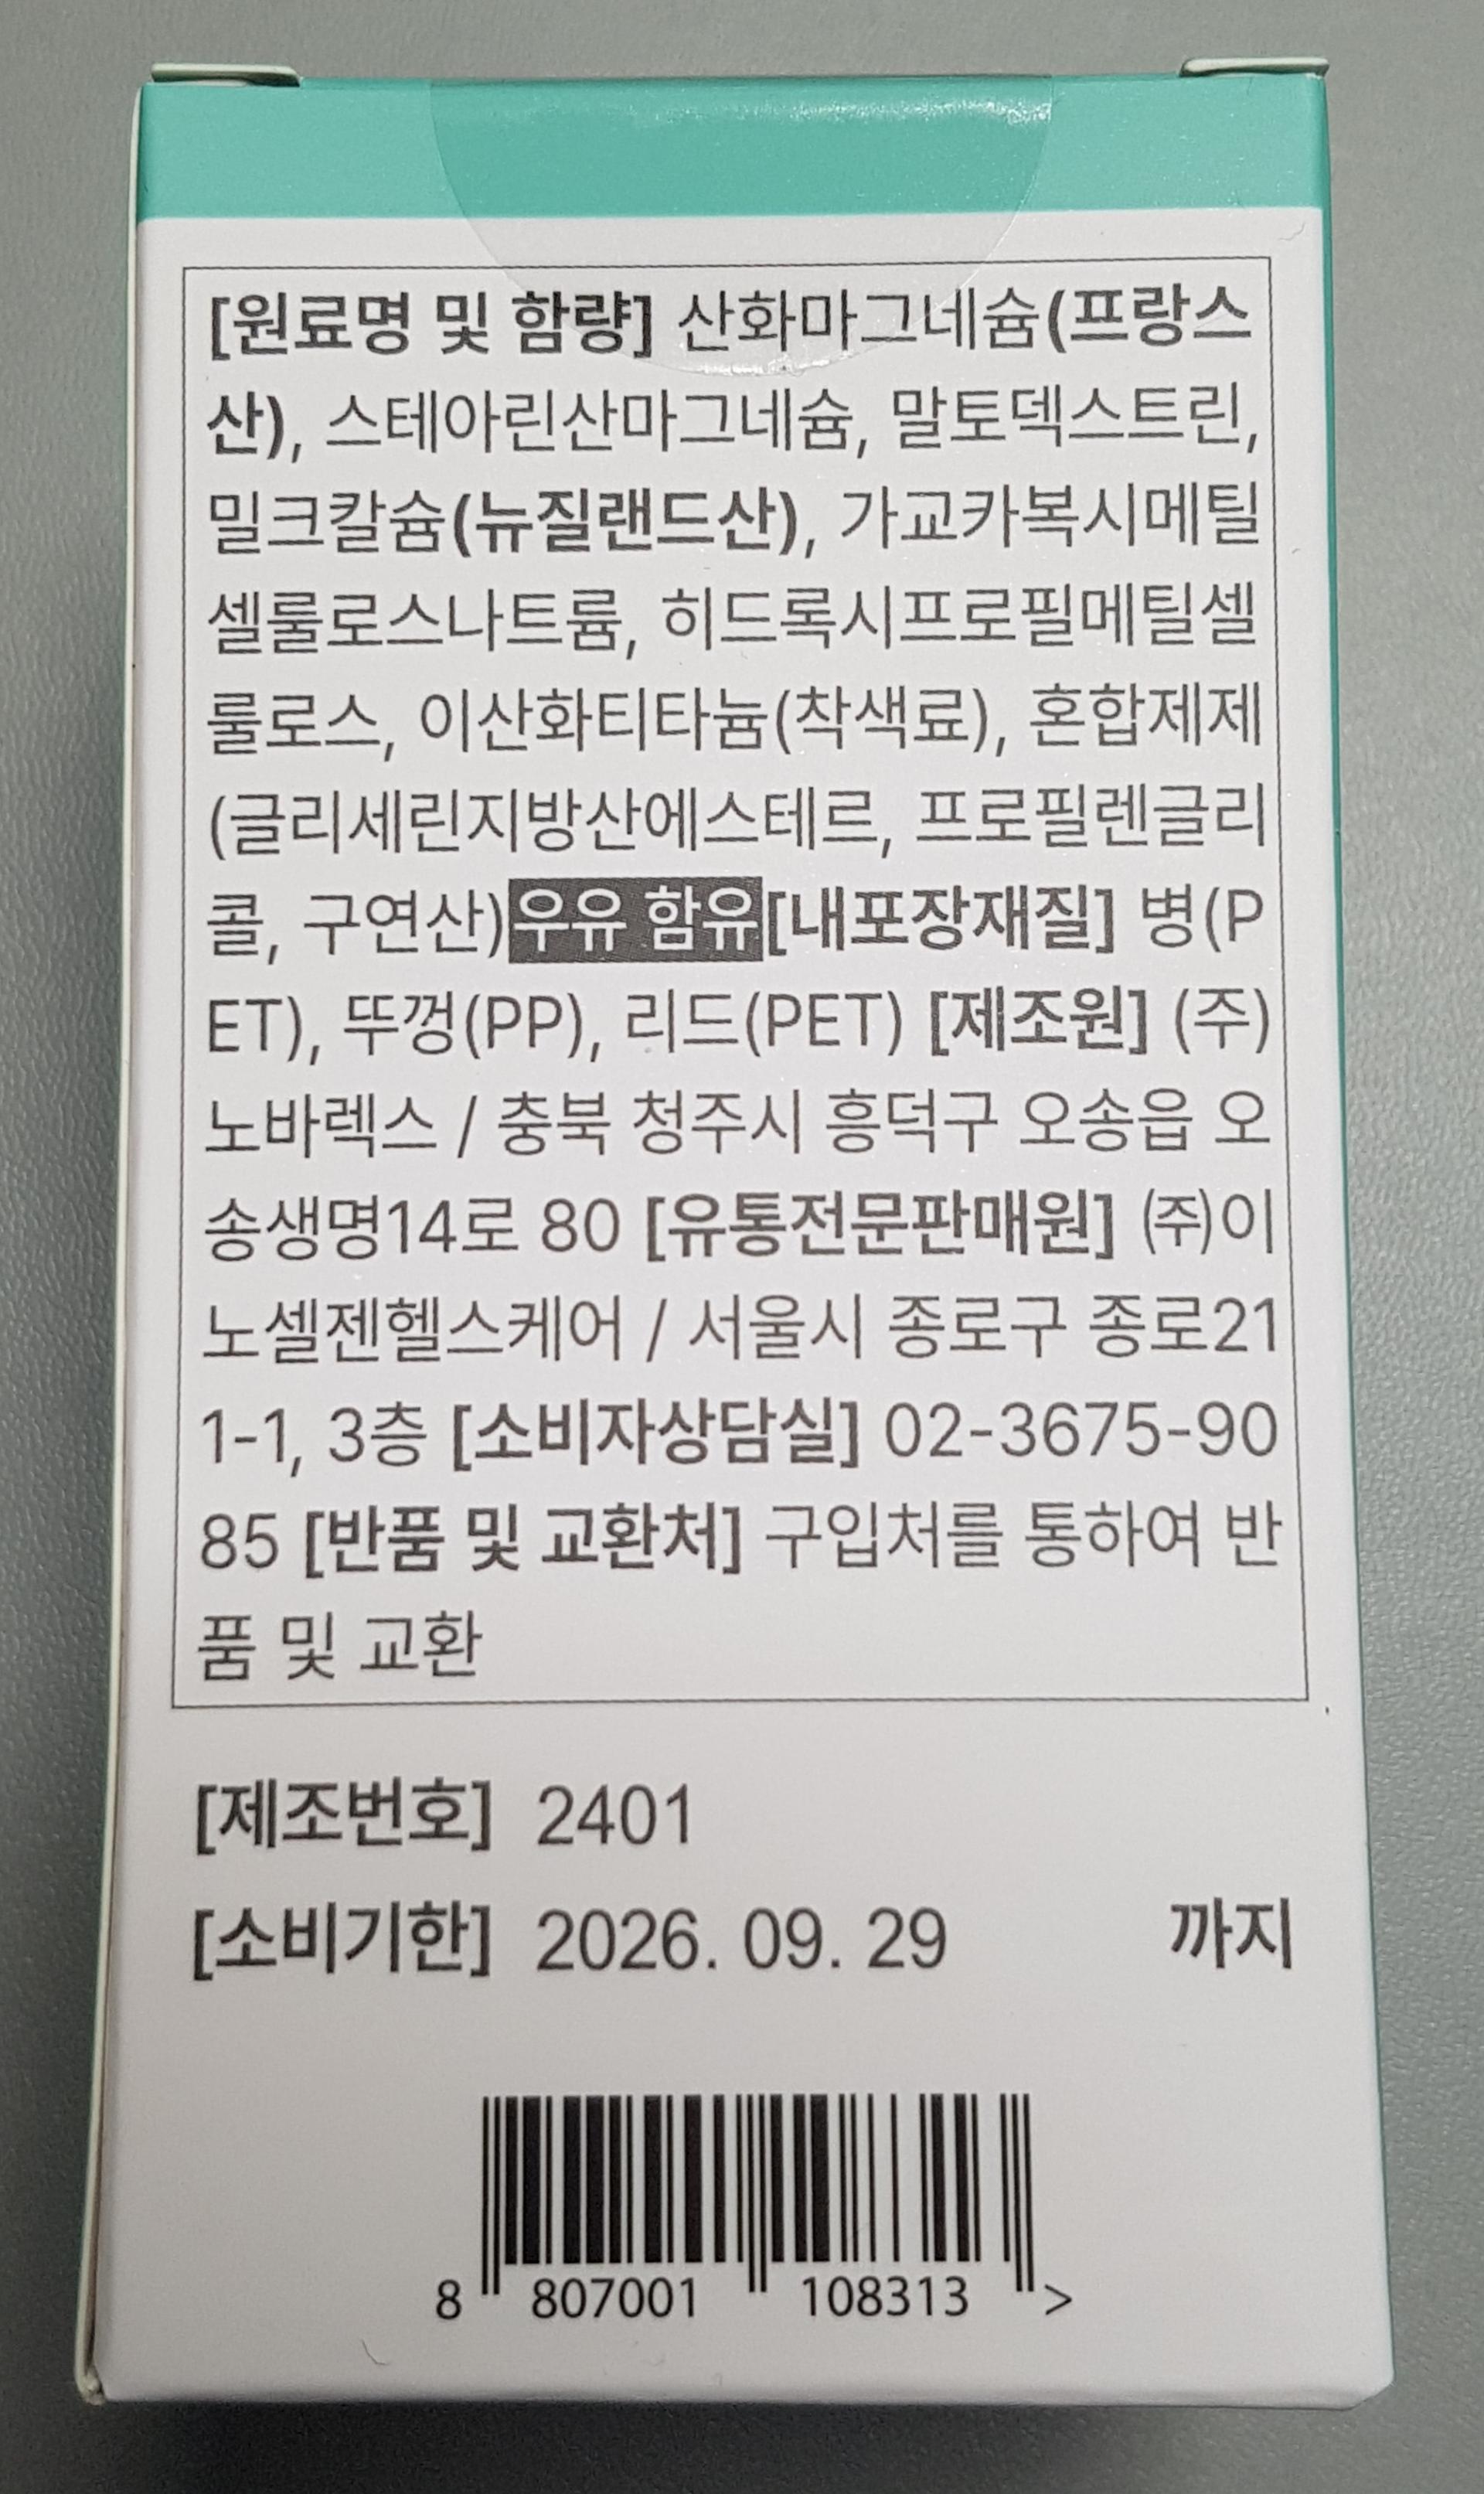 [원료명 및 함량] 산화마그네슘(프랑스
산), 스테아린산마그네슘, 말토덱스트린,
밀크칼슘(뉴질랜드산), 가교카복시메틸
셀룰로스나트륨, 히드록시프로필메틸셀
룰로스, 이산화티타늄(착색료), 혼합제제
(글리세린지방산에스테르, 프로필렌글리
콜, 구연산)우유 함유[내포장재질] 병(P
ET), 뚜껑(PP), 리드(PET) [제조원] (주)
노바렉스 / 충북 청주시 흥덕구 오송읍 오
송생명14로 80 [유통전문판매원] ㈜이
노셀젠헬스케어 / 서울시 종로구 종로21
1-1, 3층 [소비자상담실] 02-3675-90
85 [반품 및 교환처] 구입처를 통하여 반
품 및 교환
[제조번호] 2401
[소비기한] 2026. 09. 29 까지
8 807001 108313 >